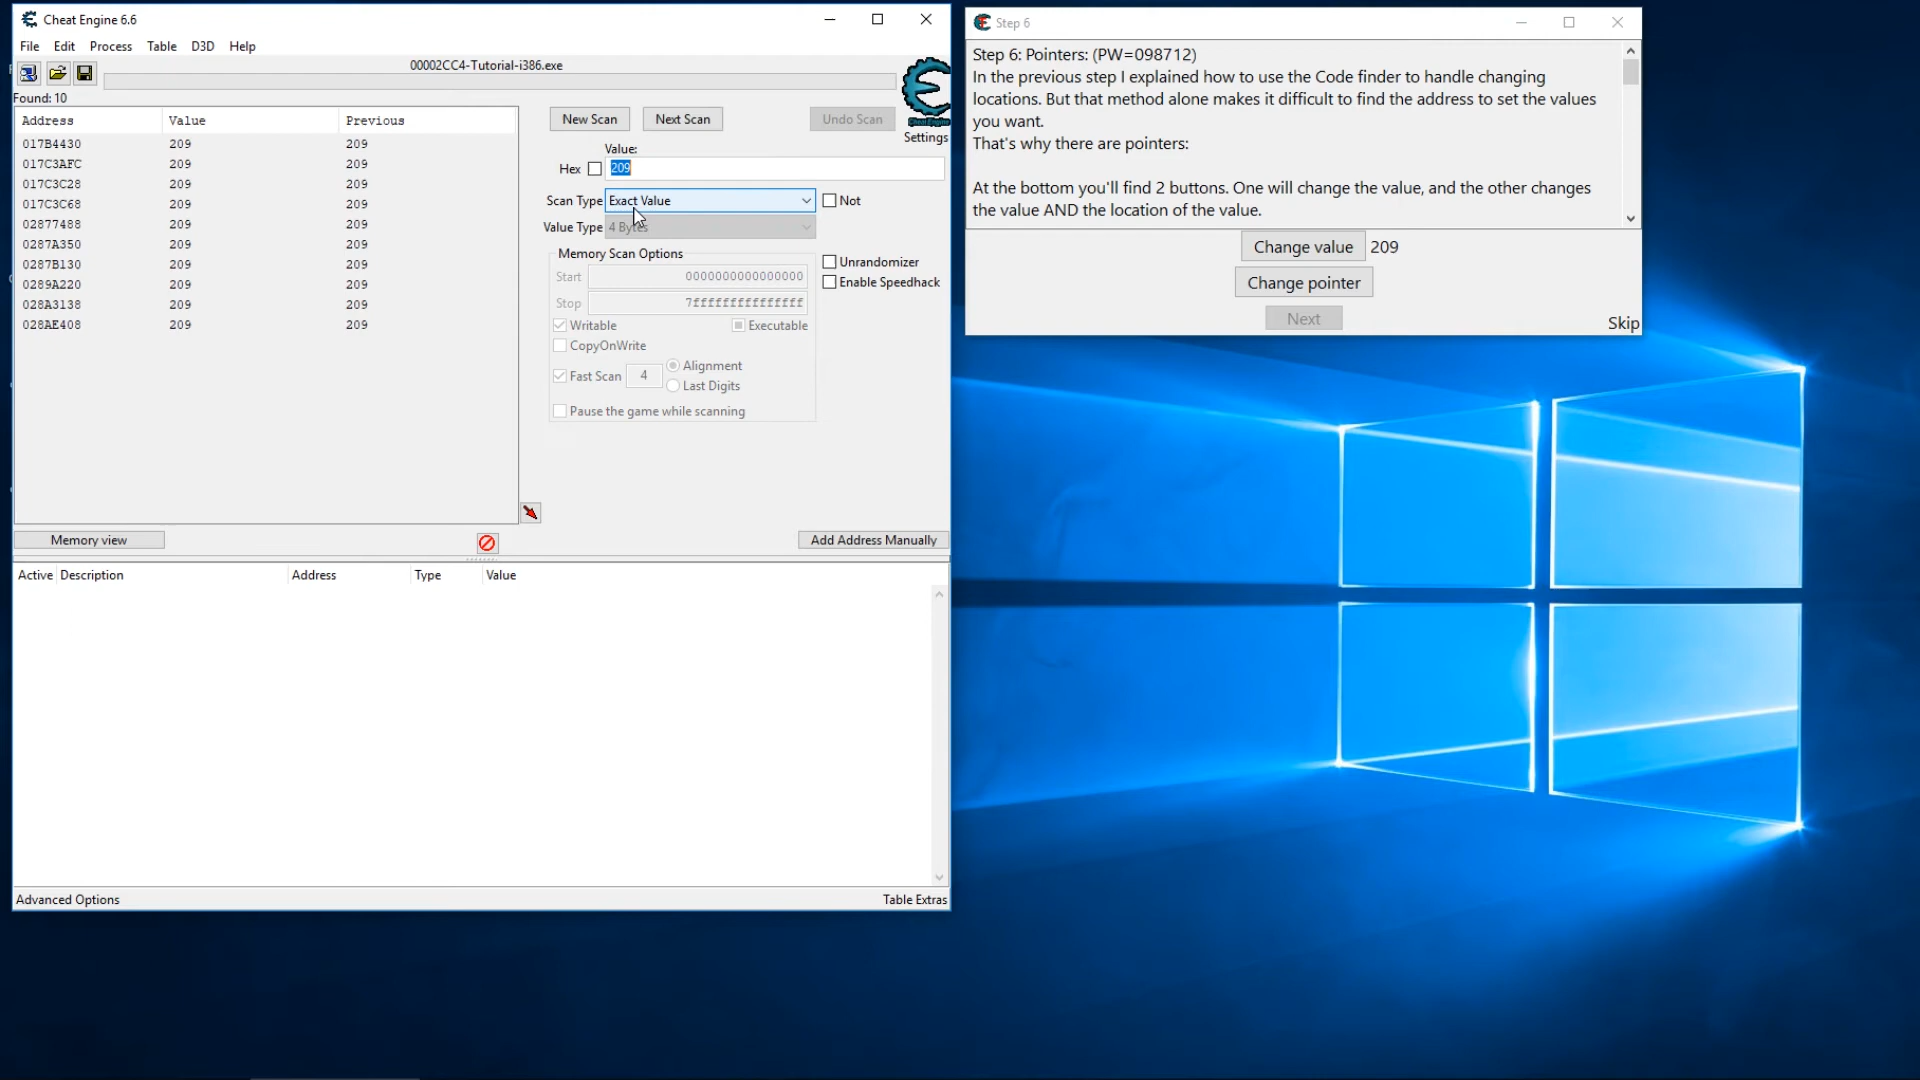 Cheat Engine 6.6
File Edit Process Table D3D Help
00002CC4-Tutorial-i386.exe
Found: 10
Address Value Previous
017B4430 209 209
017C3AFC 209 209
017C3C28 209 209
017C3C68 209 209
02877488 209 209
0287A350 209 209
0287B130 209 209
0289A220 209 209
028A3138 209 209
028AE408 209 209
New Scan Next Scan Undo Scan
Cheat Engine
Settings
Value:
Hex 209
Scan Type Exact Value Not
Value Type 4 Bytes
Memory Scan Options
Start 0000000000000000
Stop 7fffffffffffffff
Unrandomizer
Enable Speedhack
Writable Executable
CopyOnWrite
Fast Scan 4 Alignment
Last Digits
Pause the game while scanning
Memory view Add Address Manually
Active Description Address Type Value
Advanced Options Table Extras
Step 6
Step 6: Pointers: (PW=098712)
In the previous step I explained how to use the Code finder to handle changing
locations. But that method alone makes it difficult to find the address to set the values
you want.
That's why there are pointers:
At the bottom you'll find 2 buttons. One will change the value, and the other changes
the value AND the location of the value.
Change value 209
Change pointer
Next
Skip